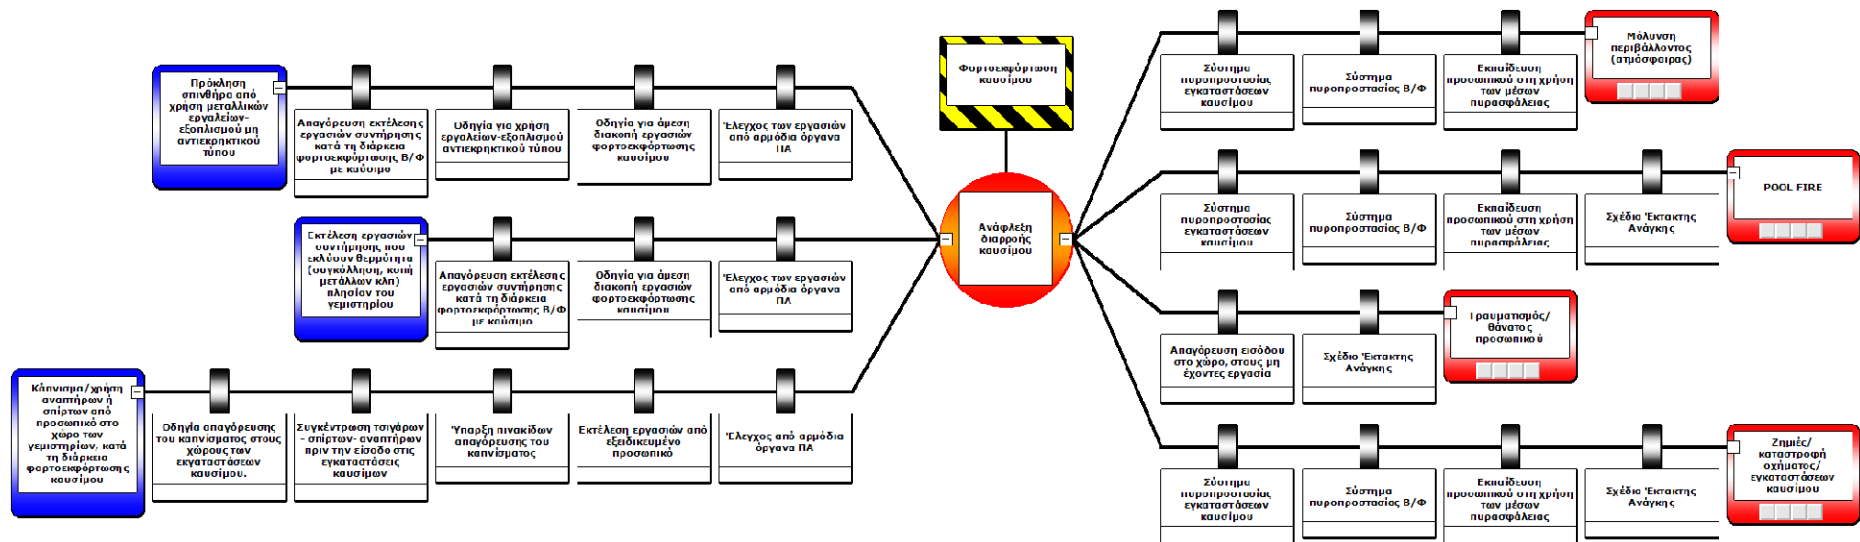 Πρόκληση
σπινθήρα από
χρήση μεταλλικών
εργαλείων-
εξοπλισμού μη
αντιεκρηκτικού
τύπου
Απαγόρευση εκτέλεσης
εργασιών συντήρησης
κατά τη διάρκεια
φορτοεκφόρτωσης Β/Φ
με καύσιμο
Οδηγία για χρήση
εργαλείων-εξοπλισμού
αντιεκρηκτικού τύπου
Οδηγία για άμεση
διακοπή εργασιών
φορτοεκφόρτωσης
καυσίμου
Έλεγχος των εργασιών
από αρμόδια όργανα
ΠΑ
Εκτέλεση εργασιών
συντήρησης που
εκλύουν θερμότητα
(συγκόλληση, κοπή
μετάλλων κλπ)
πλησίον του
γεμιστηρίου
Απαγόρευση εκτέλεσης
εργασιών συντήρησης
κατά τη διάρκεια
φορτοεκφόρτωσης Β/Φ
με καύσιμο
Οδηγία για άμεση
διακοπή εργασιών
φορτοεκφόρτωσης
καυσίμου
Έλεγχος των εργασιών
από αρμόδια όργανα
ΠΑ
Κάπνισμα/χρήση
αναπτήρων ή
σπίρτων από
προσωπικό στο
χώρο των
γεμιστηρίων, κατά
τη διάρκεια
φορτοεκφόρτωσης
καυσίμου
Οδηγία απαγόρευσης
του καπνίσματος στους
χώρους των
εκγαταστάσεων
καυσίμου.
Συγκέντρωση τσιγάρων
- σπίρτων- αναπτήρων
πριν την είσοδο στις
εγκαταστάσεις
καυσίμων
Ύπαρξη πινακίδων
απαγόρευσης του
καπνίσματος
Εκτέλεση εργασιών από
εξειδικευμένο
προσωπικό
Έλεγχος από αρμόδια
όργανα ΠΑ
Φορτοεκφόρτωση
καυσίμου
Ανάφλεξη
διαρροής
καυσίμου
Σύστημα
πυροπροστασίας
εγκαταστάσεων
καυσίμου
Σύστημα
πυροπροστασίας Β/Φ
Εκπαίδευση
προσωπικού στη χρήση
των μέσων
πυρασφάλειας
Μόλυνση
περιβάλλοντος
(ατμόσφαιρας)
Σύστημα
πυροπροστασίας
εγκαταστάσεων
καυσίμου
Σύστημα
πυροπροστασίας Β/Φ
Εκπαίδευση
προσωπικού στη χρήση
των μέσων
πυρασφάλειας
Σχέδιο Έκτακτης
Ανάγκης
POOL FIRE
Απαγόρευση εισόδου
στο χώρο, στους μη
έχοντες εργασία
Σχέδιο Έκτακτης
Ανάγκης
Τραυματισμός/
θάνατος
προσωπικού
Σύστημα
πυροπροστασίας
εγκαταστάσεων
καυσίμου
Σύστημα
πυροπροστασίας Β/Φ
Εκπαίδευση
προσωπικού στη χρήση
των μέσων
πυρασφάλειας
Σχέδιο Έκτακτης
Ανάγκης
Ζημιές/
καταστροφή
οχήματος/
εγκαταστάσεων
καυσίμου